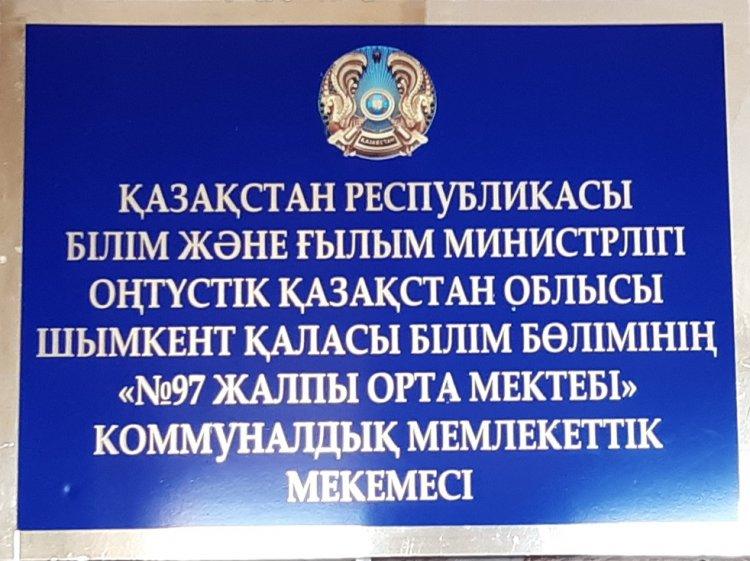 ҚАЗАҚСТАН
ҚАЗАҚСТАН РЕСПУБЛИКАСЫ
БІЛІМ ЖӘНЕ ҒЫЛЫМ МИНИСТРЛІГІ
ОҢТҮСТІК ҚАЗАҚСТАН ОБЛЫСЫ
ШЫМКЕНТ ҚАЛАСЫ БІЛІМ БӨЛІМІНІҢ
«№97 ЖАЛПЫ ОРТА МЕКТЕБІ»
КОММУНАЛДЫҚ МЕМЛЕКЕТТІК
МЕКЕМЕСІ